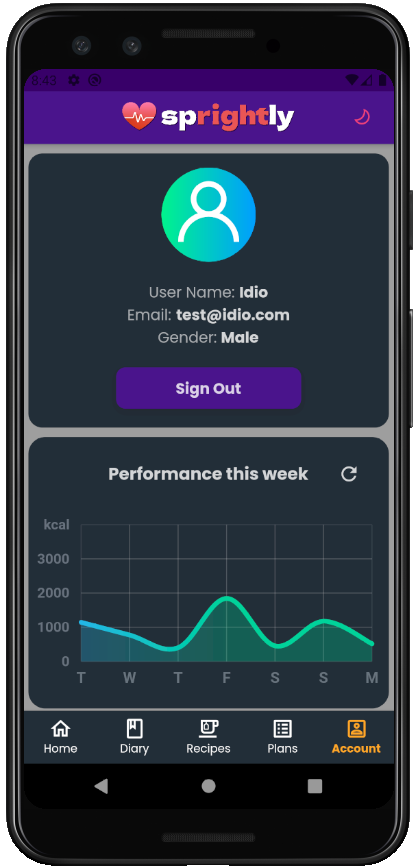 8:43
sprightly
User Name: Idio
Email: test@idio.com
Gender: Male
Sign Out
Performance this week
kcal
3000
2000
1000
0
T W T F S S M
Home Diary Recipes Plans Account